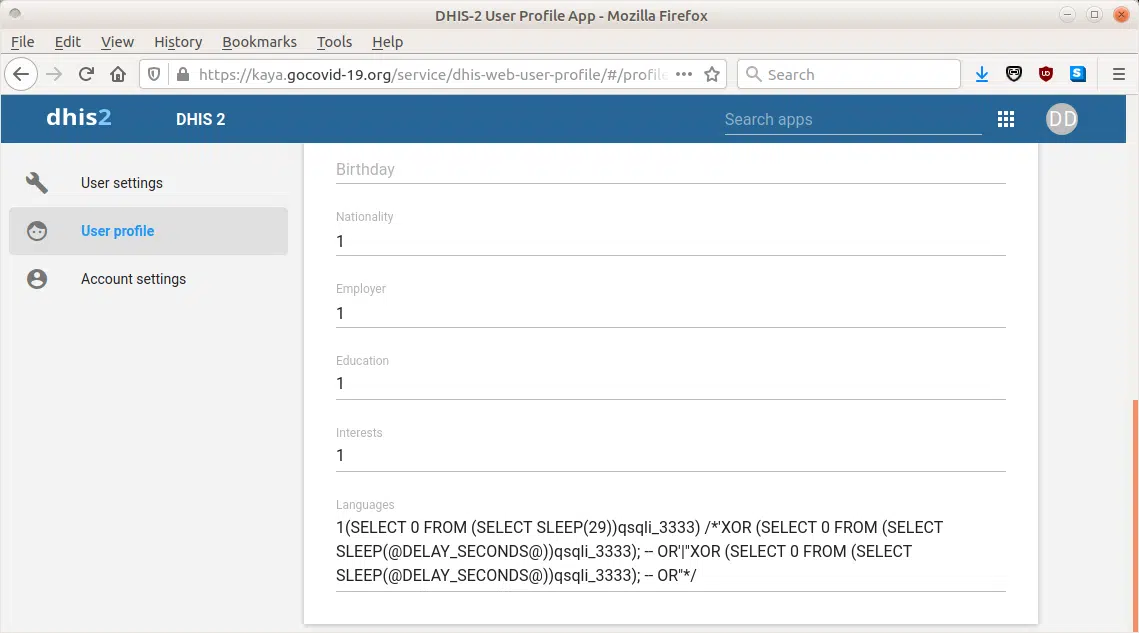 DHIS-2 User Profile App - Mozilla Firefox
File Edit View History Bookmarks Tools Help
https://kaya.gocovid-19.org/service/dhis-web-user-profile/#/profile
Search
dhis2
DHIS 2
Search apps
DD
User settings
User profile
Account settings
Birthday
Nationality
1
Employer
1
Education
1
Interests
1
Languages
1(SELECT 0 FROM (SELECT SLEEP(29))qsqli_3333) /*'XOR (SELECT 0 FROM (SELECT
SLEEP(@DELAY_SECONDS@))qsqli_3333); -- OR'|"XOR (SELECT 0 FROM (SELECT
SLEEP(@DELAY_SECONDS@))qsqli_3333); -- OR"*/